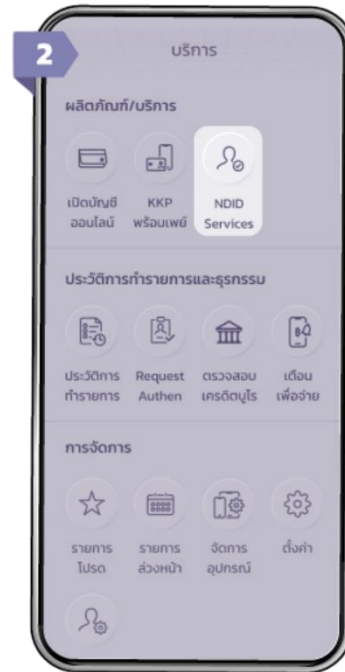 2
บริการ
ผลิตภัณฑ์/บริการ
เปิดบัญชี
ออนไลน์
KKP
พร้อมเพย์
NDID
Services
ประวัติการทำรายการและธุรกรรม
ประวัติการ
ทำรายการ
Request
Authen
ตรวจสอบ
เครดิตบูโร
เตือน
เพื่อจ่าย
การจัดการ
รายการ
โปรด
รายการ
ล่วงหน้า
จัดการ
อุปกรณ์
ตั้งค่า